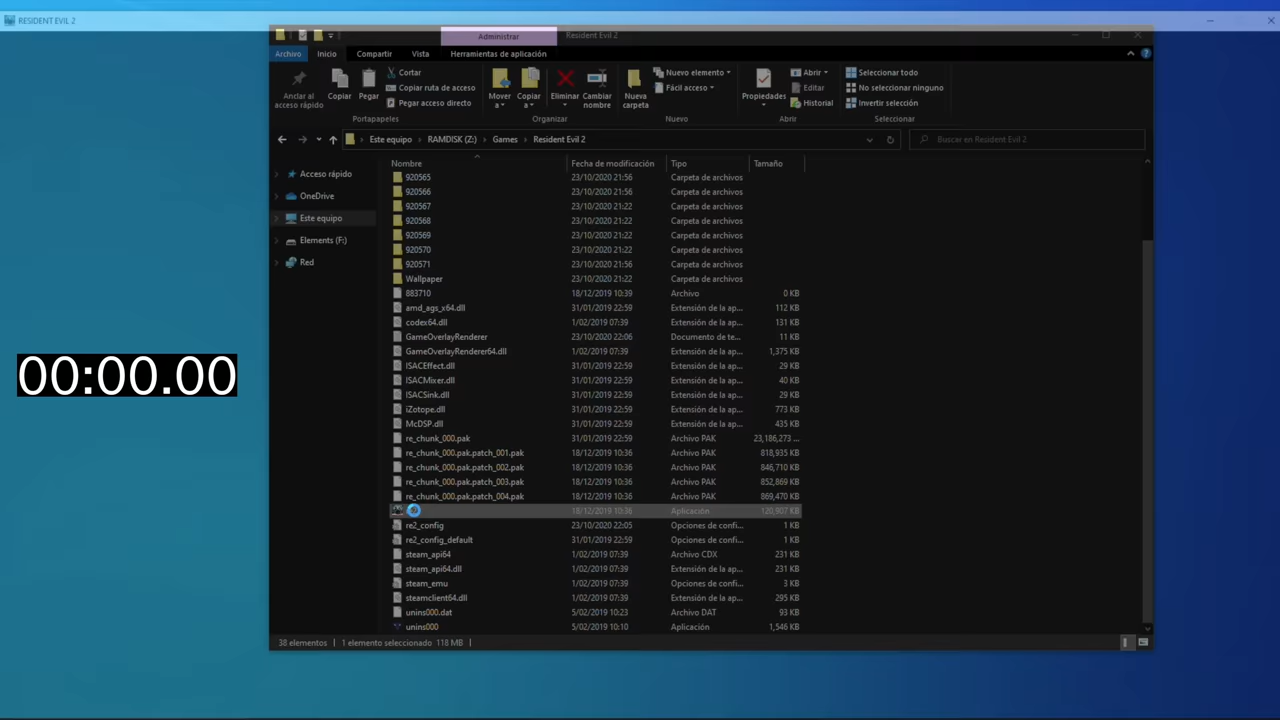 RESIDENT EVIL 2
Administrar Resident Evil 2
Archivo Inicio Compartir Vista Herramientas de aplicación
Anclar al acceso rápido Copiar Pegar Cortar Copiar ruta de acceso Pegar acceso directo Mover a Copiar a Eliminar Cambiar nombre Nueva carpeta Nuevo elemento Fácil acceso Propiedades Abrir Editar Historial Seleccionar todo No seleccionar ninguno Invertir selección
Portapapeles Organizar Nuevo Abrir Seleccionar
Este equipo RAMDISK (Z:) Games Resident Evil 2 Buscar en Resident Evil 2
Nombre Fecha de modificación Tipo Tamaño
Acceso rápido
OneDrive
Este equipo
Elements (F:)
Red
920565 23/10/2020 21:56 Carpeta de archivos
920566 23/10/2020 21:56 Carpeta de archivos
920567 23/10/2020 21:22 Carpeta de archivos
920568 23/10/2020 21:22 Carpeta de archivos
920569 23/10/2020 21:22 Carpeta de archivos
920570 23/10/2020 21:22 Carpeta de archivos
920571 23/10/2020 21:56 Carpeta de archivos
Wallpaper 23/10/2020 21:22 Carpeta de archivos
883710 18/12/2019 10:39 Archivo 0 KB
amd_ags_x64.dll 31/01/2019 22:59 Extensión de la ap... 112 KB
codex64.dll 1/02/2019 07:39 Extensión de la ap... 131 KB
GameOverlayRenderer 23/10/2020 22:06 Documento de te... 11 KB
GameOverlayRenderer64.dll 1/02/2019 07:39 Extensión de la ap... 1,375 KB
ISACEffect.dll 31/01/2019 22:59 Extensión de la ap... 29 KB
ISACMixer.dll 31/01/2019 22:59 Extensión de la ap... 40 KB
ISACSink.dll 31/01/2019 22:59 Extensión de la ap... 29 KB
iZotope.dll 31/01/2019 22:59 Extensión de la ap... 773 KB
McDSP.dll 31/01/2019 22:59 Extensión de la ap... 435 KB
re_chunk_000.pak 31/01/2019 22:59 Archivo PAK 23,186,273 ...
re_chunk_000.pak.patch_001.pak 18/12/2019 10:36 Archivo PAK 818,935 KB
re_chunk_000.pak.patch_002.pak 18/12/2019 10:36 Archivo PAK 846,710 KB
re_chunk_000.pak.patch_003.pak 18/12/2019 10:36 Archivo PAK 852,869 KB
re_chunk_000.pak.patch_004.pak 18/12/2019 10:36 Archivo PAK 869,470 KB
18/12/2019 10:36 Aplicación 120,907 KB
re2_config 23/10/2020 22:05 Opciones de confi... 1 KB
re2_config_default 31/01/2019 22:59 Opciones de confi... 1 KB
steam_api64 1/02/2019 07:39 Archivo CDX 231 KB
steam_api64.dll 1/02/2019 07:39 Extensión de la ap... 231 KB
steam_emu 1/02/2019 07:39 Opciones de confi... 3 KB
steamclient64.dll 1/02/2019 07:39 Extensión de la ap... 295 KB
unins000.dat 5/02/2019 10:23 Archivo DAT 93 KB
unins000 5/02/2019 10:10 Aplicación 1,546 KB
38 elementos 1 elemento seleccionado 118 MB
00:00.00